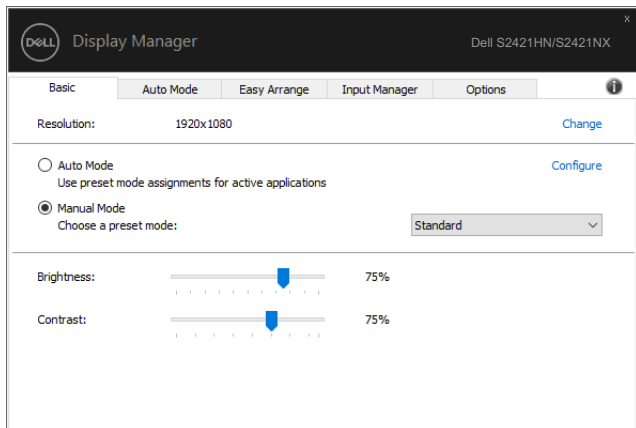 DELL Display Manager Dell S2421HN/S2421NX x
Basic Auto Mode Easy Arrange Input Manager Options i
Resolution: 1920x1080 Change
Auto Mode Configure
Use preset mode assignments for active applications
Manual Mode
Choose a preset mode: Standard
Brightness: 75%
Contrast: 75%